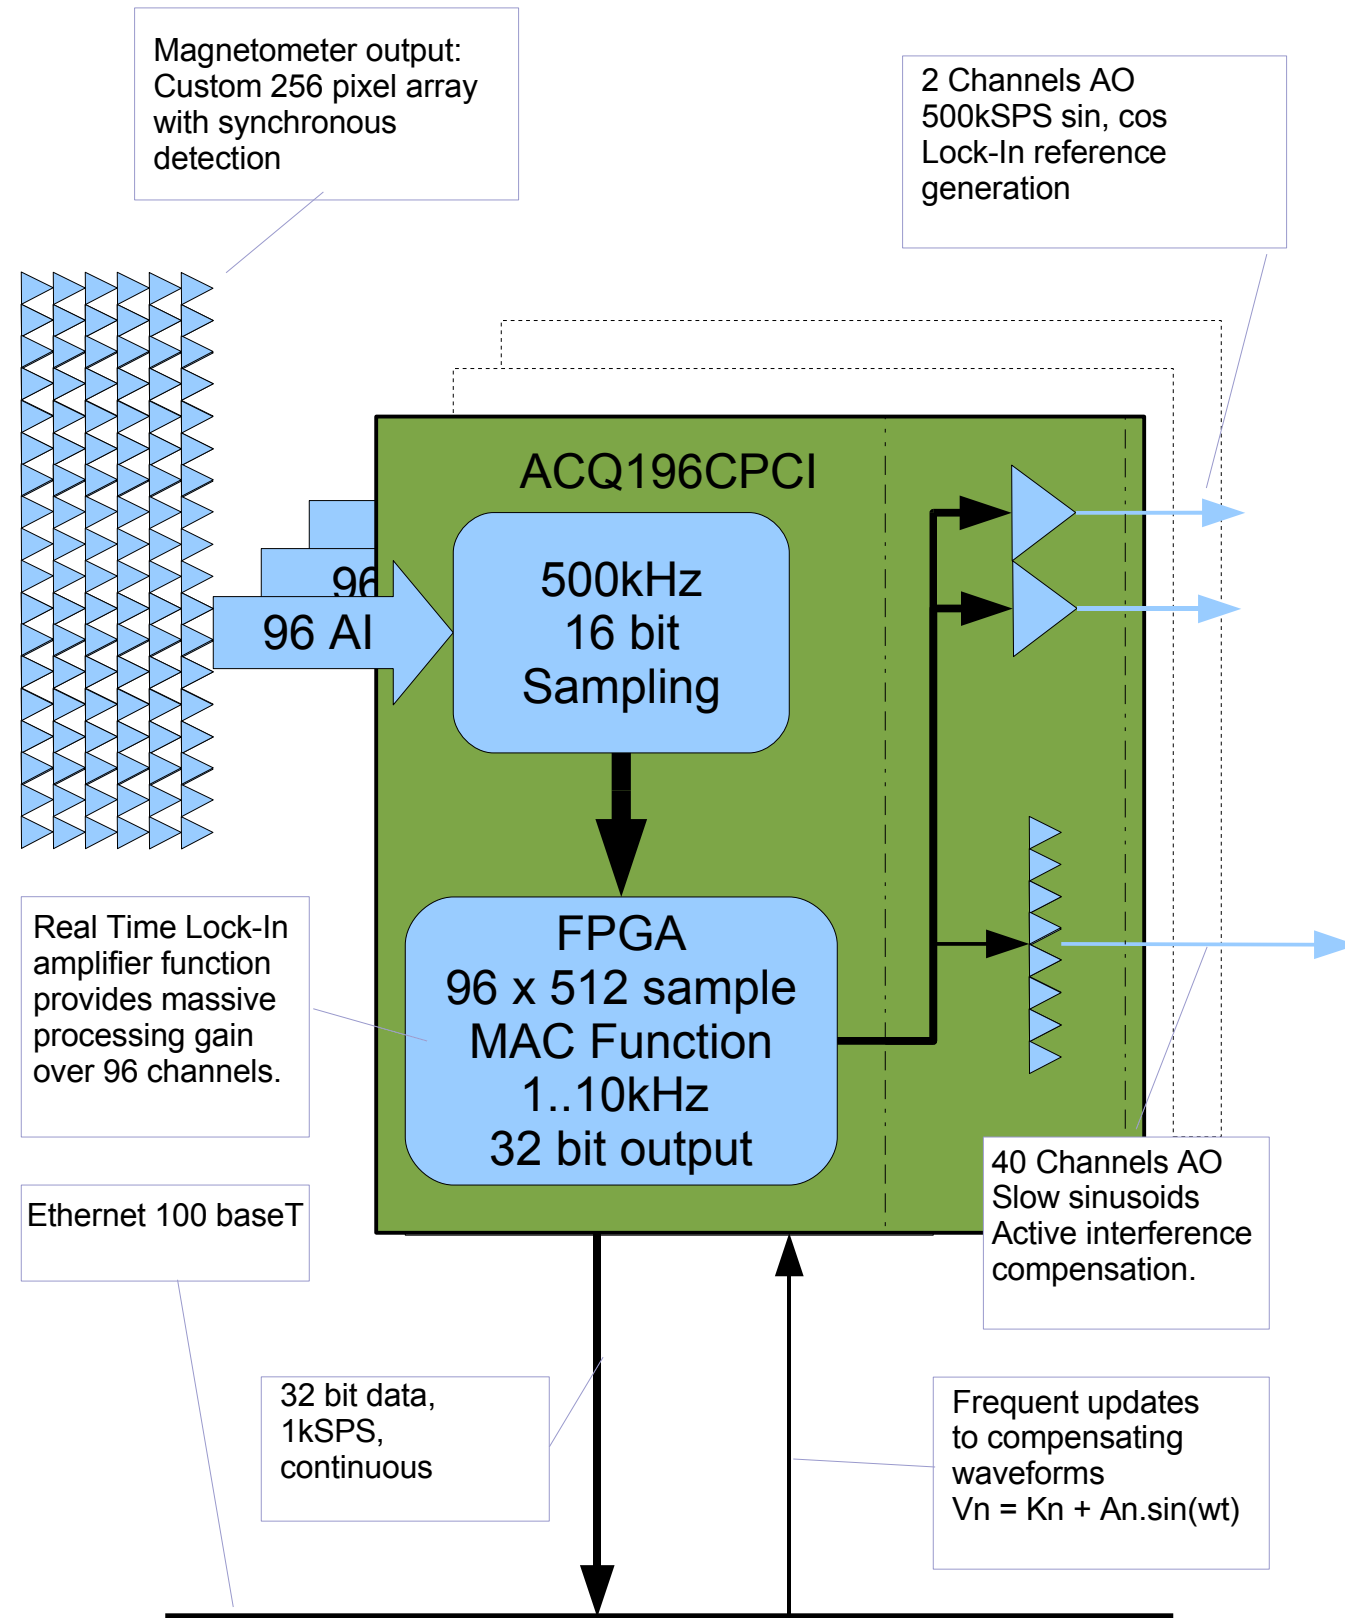 Magnetometer output:
Custom 256 pixel array
with synchronous
detection
2 Channels AO
500kSPS sin, cos
Lock-In reference
generation
ACQ196CPCI
500kHz
16 bit
Sampling
96
96 AI
FPGA
96 x 512 sample
MAC Function
1..10kHz
32 bit output
Real Time Lock-In
amplifier function
provides massive
processing gain
over 96 channels.
40 Channels AO
Slow sinusoids
Active interference
compensation.
Ethernet 100 baseT
32 bit data,
1kSPS,
continuous
Frequent updates
to compensating
waveforms
Vn = Kn + An.sin(wt)